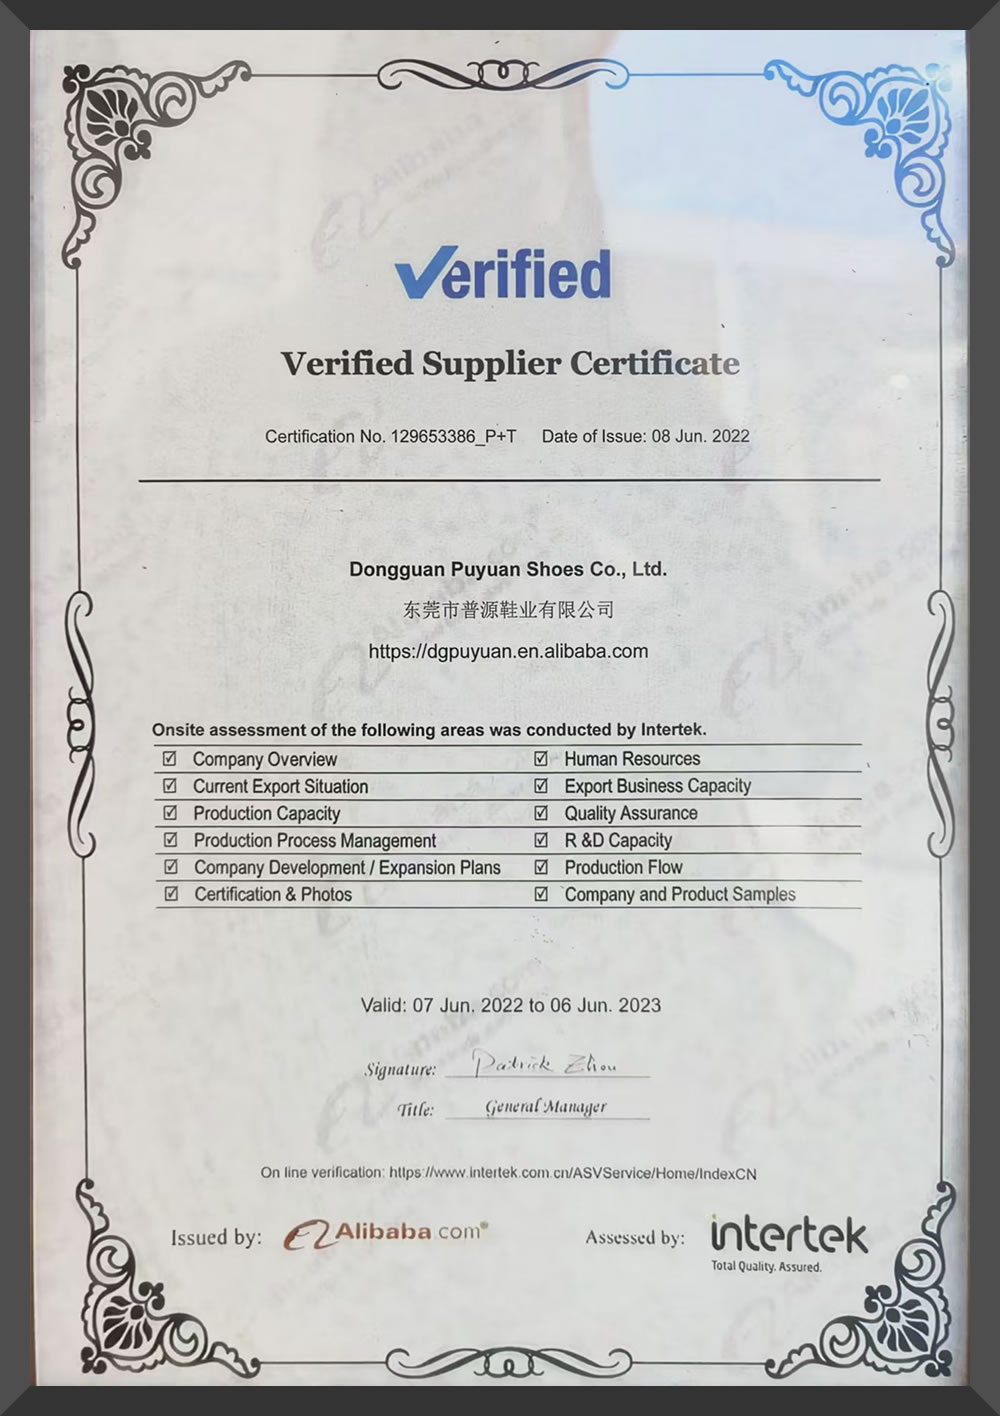 Verified
Verified Supplier Certificate
Certification No. 129653386_P+T Date of Issue: 08 Jun. 2022
Dongguan Puyuan Shoes Co., Ltd.
东莞市普源鞋业有限公司
https://dgpuyuan.en.alibaba.com
Onsite assessment of the following areas was conducted by Intertek.
☑ Company Overview ☑ Human Resources
☑ Current Export Situation ☑ Export Business Capacity
☑ Production Capacity ☑ Quality Assurance
☑ Production Process Management ☑ R &D Capacity
☑ Company Development / Expansion Plans ☑ Production Flow
☑ Certification & Photos ☑ Company and Product Samples
Valid: 07 Jun. 2022 to 06 Jun. 2023
Signature: Patrick Zhou
Title: General Manager
On line verification: https://www.intertek.com.cn/ASVService/Home/IndexCN
Issued by: Alibaba.com® Assessed by: intertek
Total Quality. Assured.